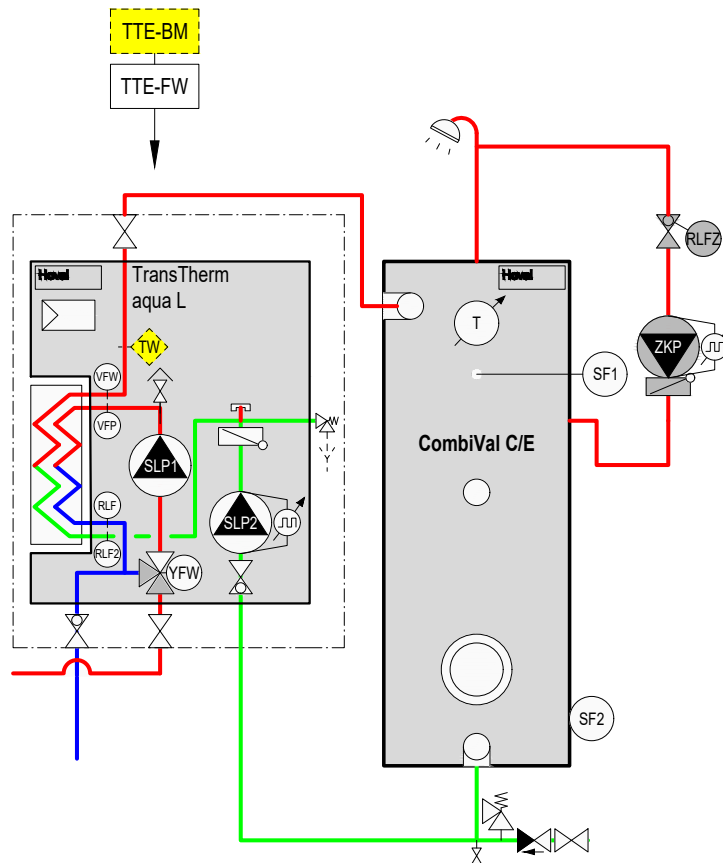 TTE-BM
TTE-FW
Hoval
TransTherm
aqua L
Hoval
RLFZ
T
TW
ZKP
VFW
SF1
VFP
CombiVal C/E
SLP1
RLF
SLP2
RLF2
YFW
SF2